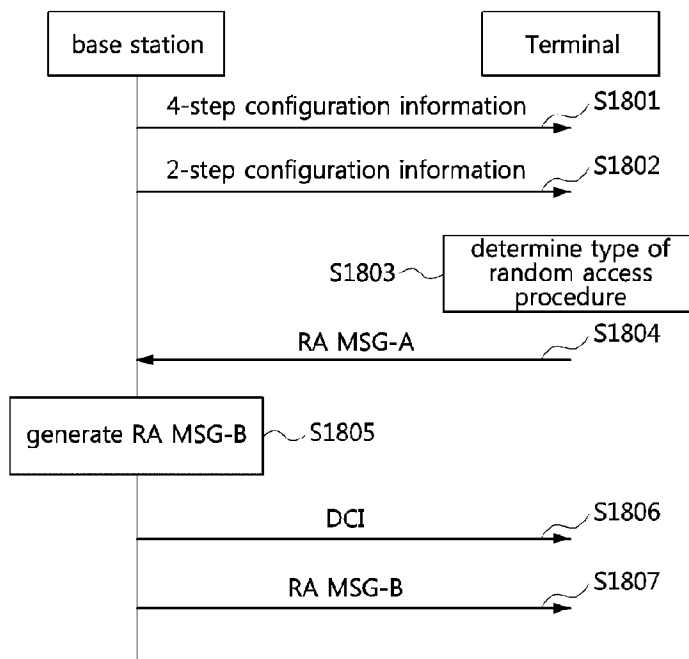 base station
Terminal
4-step configuration information
S1801
2-step configuration information
S1802
determine type of
random access
procedure
S1803
RA MSG-A
S1804
generate RA MSG-B
S1805
DCI
S1806
RA MSG-B
S1807